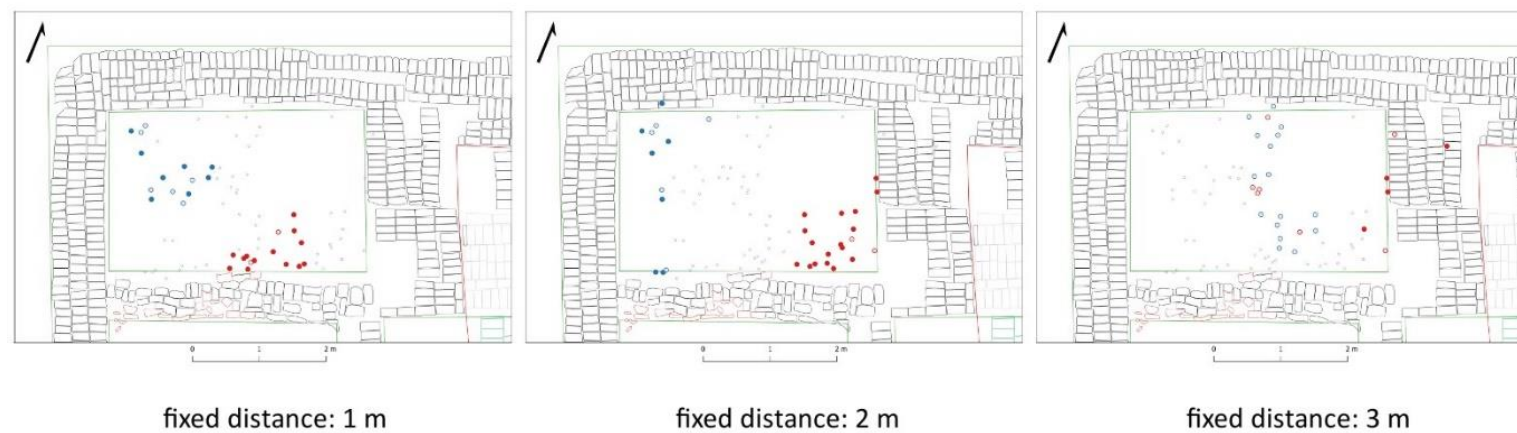 0 1 2 m
0 1 2 m
0 1 2 m
fixed distance: 1 m
fixed distance: 2 m
fixed distance: 3 m